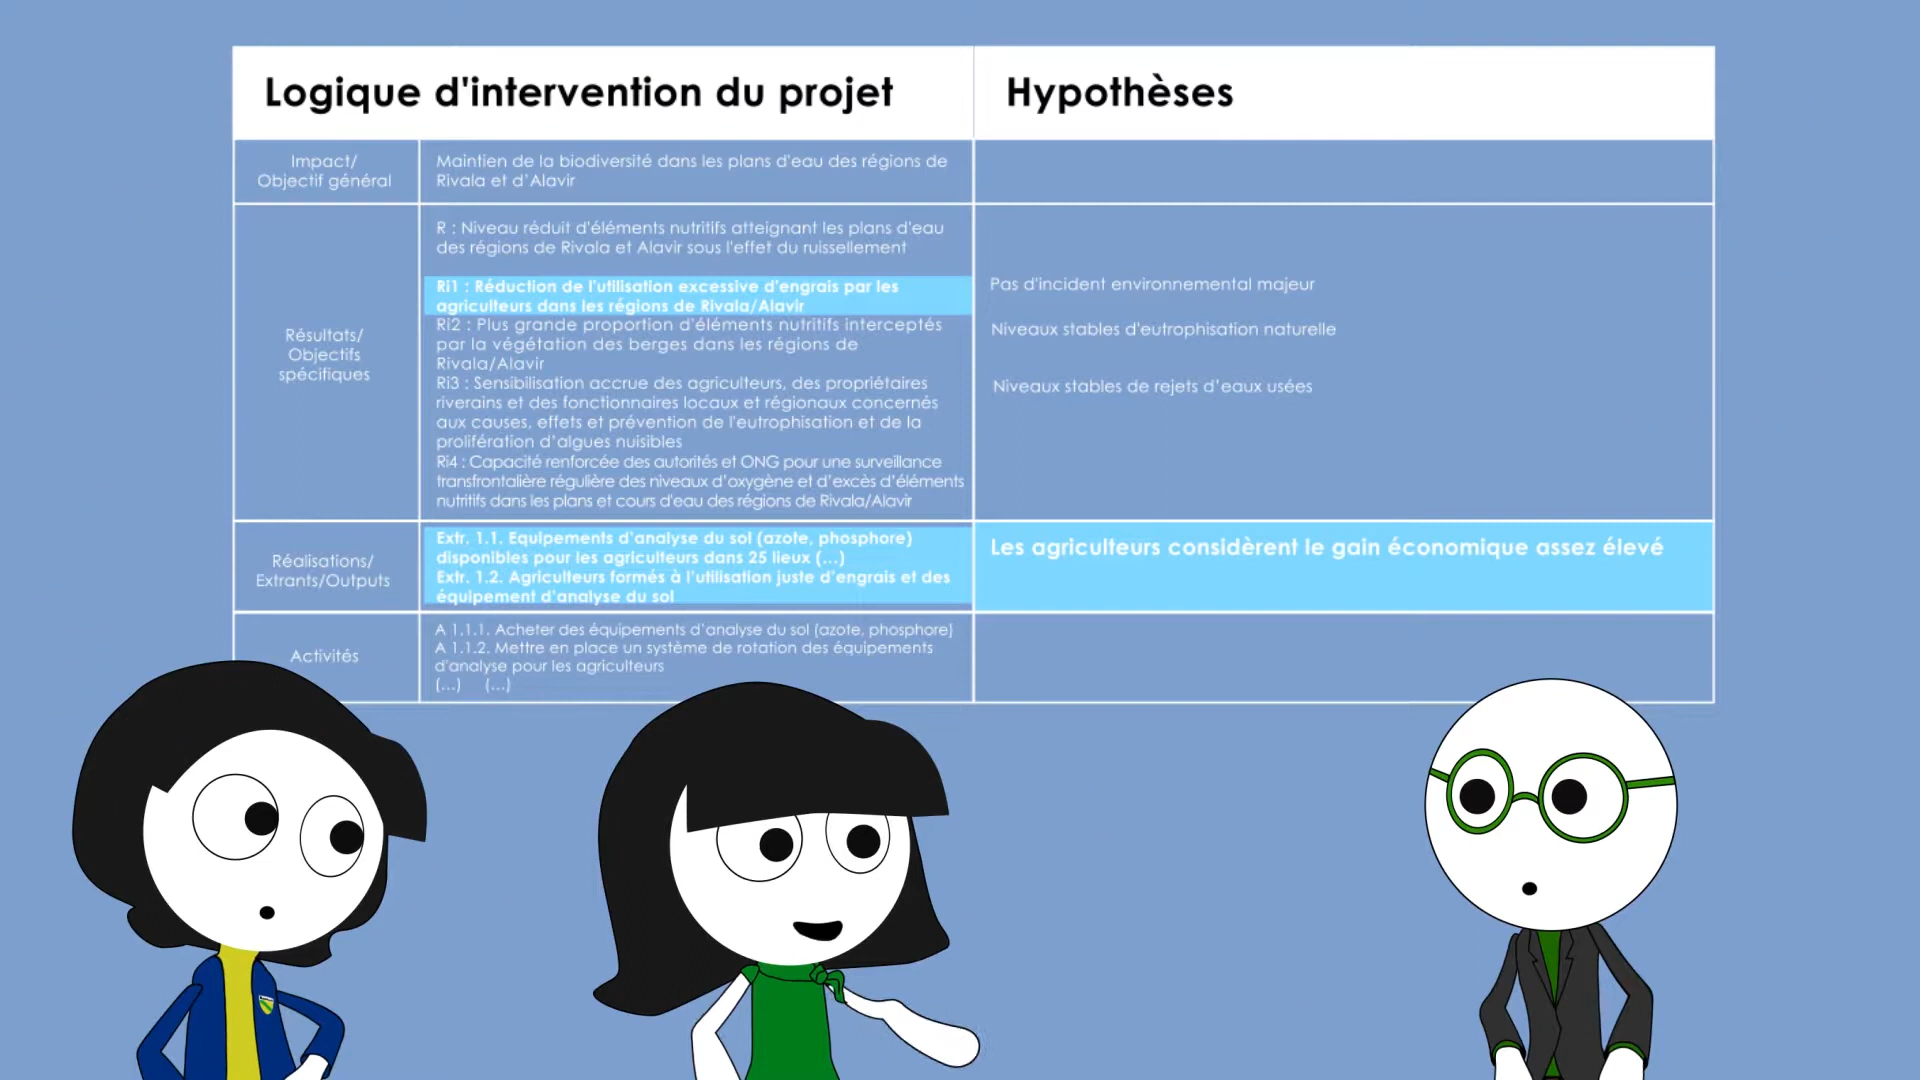 Logique d'intervention du projet
Hypothèses
Impact/
Objectif général
Maintien de la biodiversité dans les plans d'eau des régions de
Rivala et d'Alavir
Résultats/
Objectifs
spécifiques
R : Niveau réduit d'éléments nutritifs atteignant les plans d'eau
des régions de Rivala et Alavir sous l'effet du ruissellement
Ri1 : Réduction de l'utilisation excessive d'engrais par les
agriculteurs dans les régions de Rivala/Alavir
Ri2 : Plus grande proportion d'éléments nutritifs interceptés
par la végétation des berges dans les régions de
Rivala/Alavir
Ri3 : Sensibilisation accrue des agriculteurs, des propriétaires
riverains et des fonctionnaires locaux et régionaux concernés
aux causes, effets et prévention de l'eutrophisation et de la
prolifération d'algues nuisibles
Ri4 : Capacité renforcée des autorités et ONG pour une surveillance
transfrontalière régulière des niveaux d'oxygène et d'excès d'éléments
nutritifs dans les plans et cours d'eau des régions de Rivala/Alavir
Pas d'incident environnemental majeur
Niveaux stables d'eutrophisation naturelle
Niveaux stables de rejets d'eaux usées
Réalisations/
Extrants/Outputs
Extr. 1.1. Equipements d'analyse du sol (azote, phosphore)
disponibles pour les agriculteurs dans 25 lieux (...)
Extr. 1.2. Agriculteurs formés à l'utilisation juste d'engrais et des
équipement d'analyse du sol
Les agriculteurs considèrent le gain économique assez élevé
Activités
A 1.1.1. Acheter des équipements d'analyse du sol (azote, phosphore)
A 1.1.2. Mettre en place un système de rotation des équipements
d'analyse pour les agriculteurs
(...) (...)